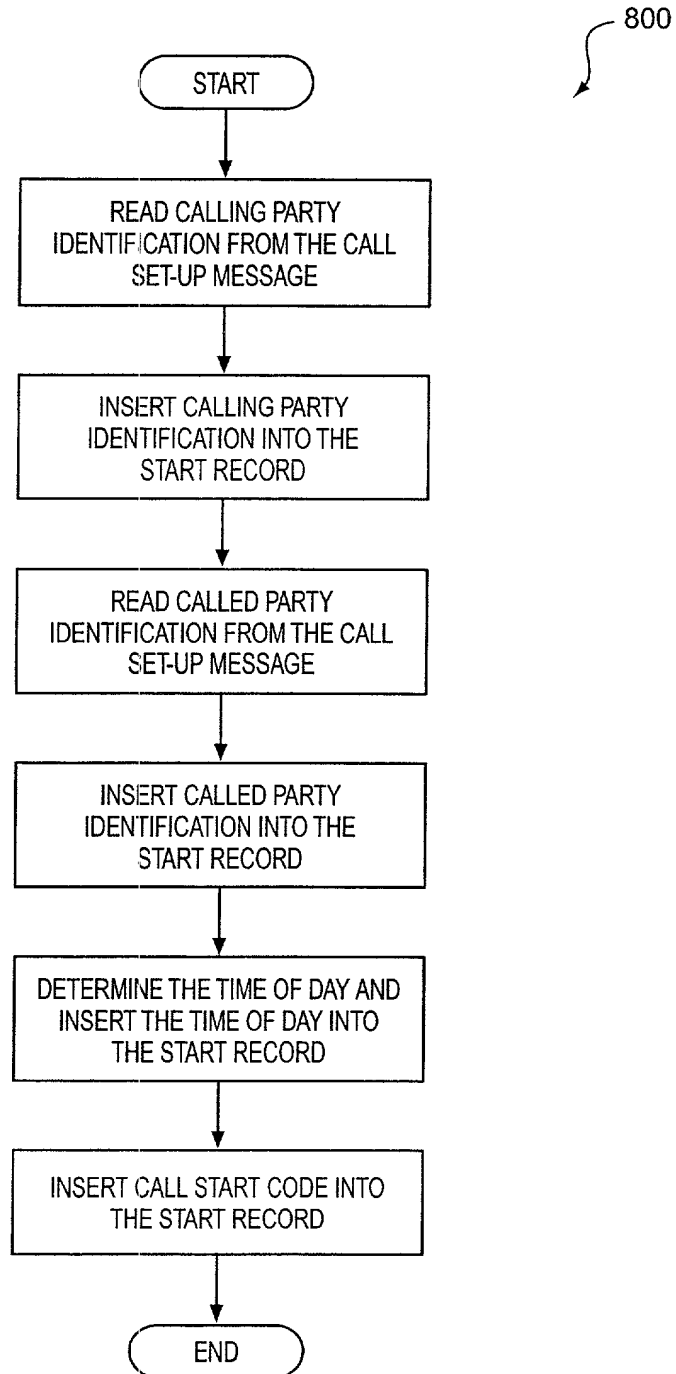 800
START
READ CALLING PARTY
IDENTIFICATION FROM THE CALL
SET-UP MESSAGE
INSERT CALLING PARTY
IDENTIFICATION INTO THE
START RECORD
READ CALLED PARTY
IDENTIFICATION FROM THE CALL
SET-UP MESSAGE
INSERT CALLED PARTY
IDENTIFICATION INTO THE
START RECORD
DETERMINE THE TIME OF DAY AND
INSERT THE TIME OF DAY INTO
THE START RECORD
INSERT CALL START CODE INTO
THE START RECORD
END